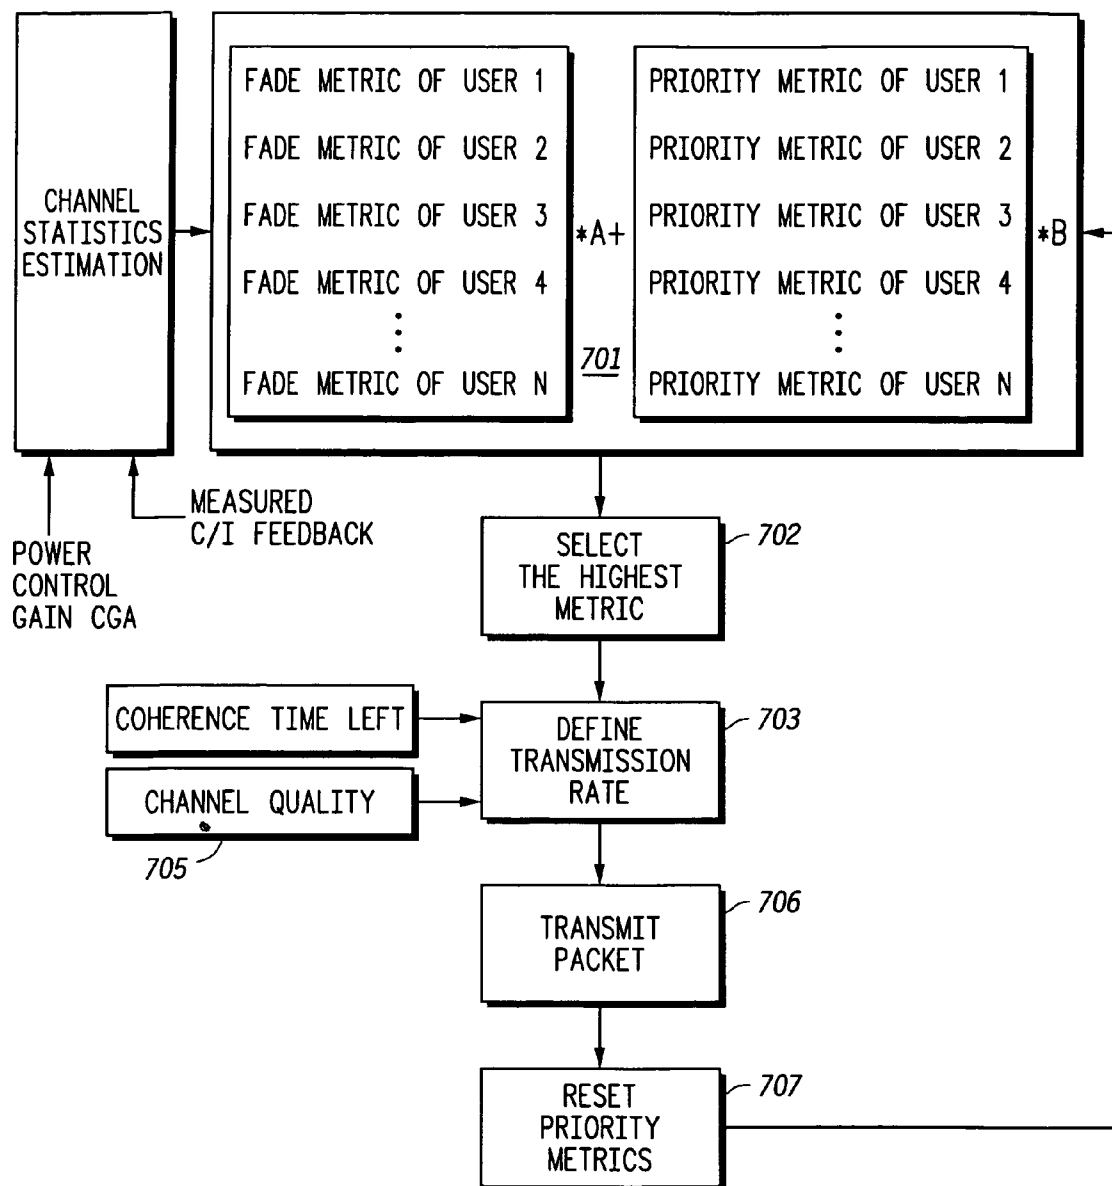 CHANNEL
STATISTICS
ESTIMATION
FADE METRIC OF USER 1
FADE METRIC OF USER 2
FADE METRIC OF USER 3
FADE METRIC OF USER 4
FADE METRIC OF USER N
*A+
701
PRIORITY METRIC OF USER 1
PRIORITY METRIC OF USER 2
PRIORITY METRIC OF USER 3
PRIORITY METRIC OF USER 4
PRIORITY METRIC OF USER N
*B
POWER
CONTROL
GAIN CGA
MEASURED
C/I FEEDBACK
SELECT
THE HIGHEST
METRIC
702
COHERENCE TIME LEFT
CHANNEL QUALITY
705
DEFINE
TRANSMISSION
RATE
703
TRANSMIT
PACKET
706
RESET
PRIORITY
METRICS
707